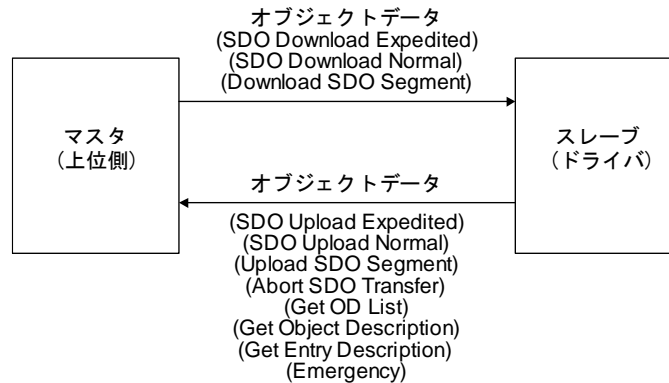 オブジェクトデータ
(SDO Download Expedited)
(SDO Download Normal)
(Download SDO Segment)
マスタ
(上位側)
スレーブ
(ドライバ)
オブジェクトデータ
(SDO Upload Expedited)
(SDO Upload Normal)
(Upload SDO Segment)
(Abort SDO Transfer)
(Get OD List)
(Get Object Description)
(Get Entry Description)
(Emergency)